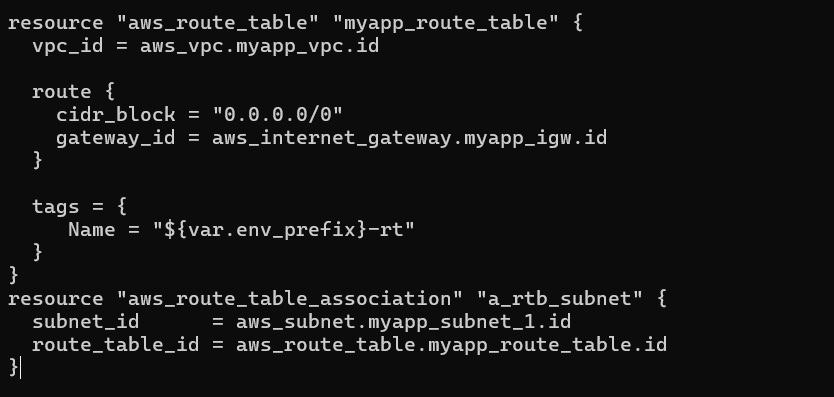 resource "aws_route_table" "myapp_route_table" {
  vpc_id = aws_vpc.myapp_vpc.id

  route {
    cidr_block = "0.0.0.0/0"
    gateway_id = aws_internet_gateway.myapp_igw.id
  }

  tags = {
     Name = "${var.env_prefix}-rt"
  }
}
resource "aws_route_table_association" "a_rtb_subnet" {
  subnet_id      = aws_subnet.myapp_subnet_1.id
  route_table_id = aws_route_table.myapp_route_table.id
}